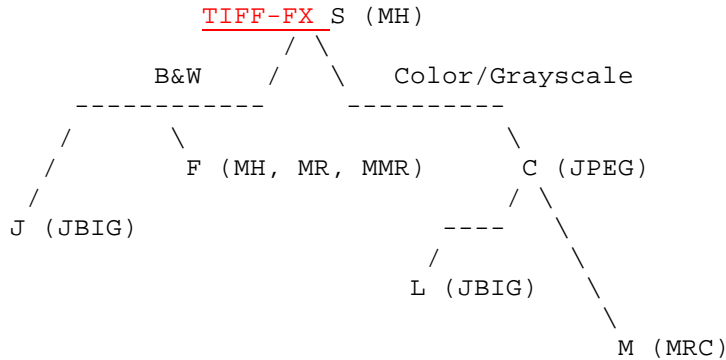 TIFF-FX S (MH)
B&W Color/Grayscale
F (MH, MR, MMR) C (JPEG)
J (JBIG)
L (JBIG)
M (MRC)